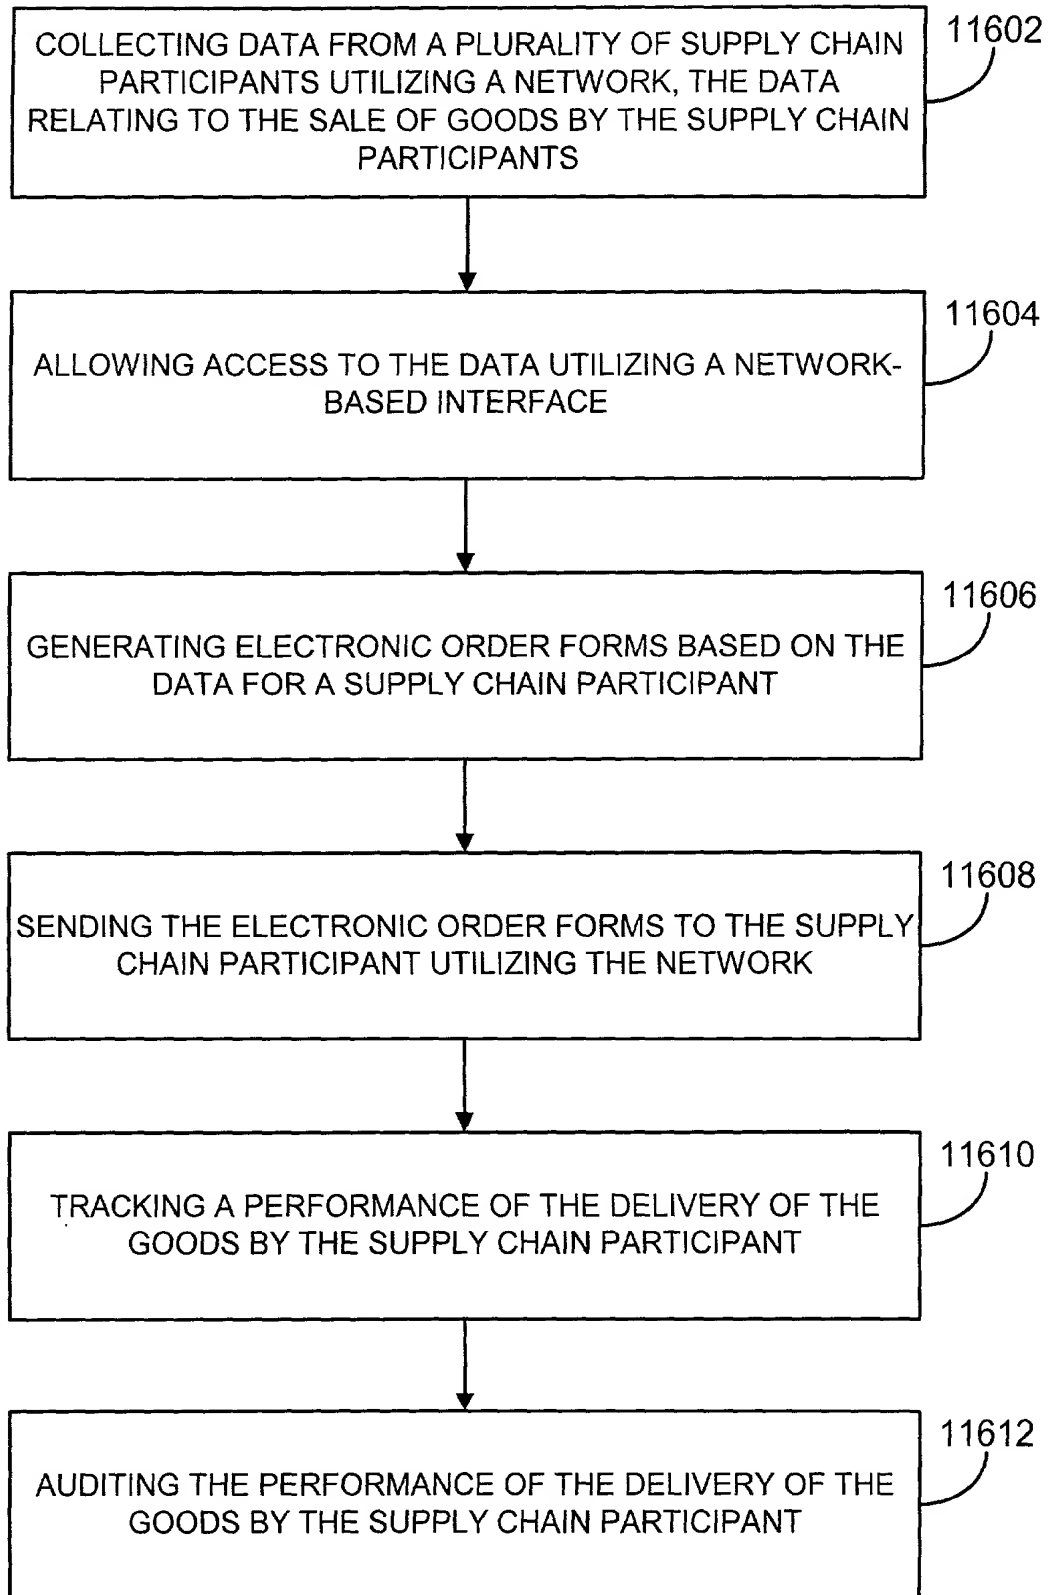 COLLECTING DATA FROM A PLURALITY OF SUPPLY CHAIN
PARTICIPANTS UTILIZING A NETWORK, THE DATA
RELATING TO THE SALE OF GOODS BY THE SUPPLY CHAIN
PARTICIPANTS
11602
ALLOWING ACCESS TO THE DATA UTILIZING A NETWORK-
BASED INTERFACE
11604
GENERATING ELECTRONIC ORDER FORMS BASED ON THE
DATA FOR A SUPPLY CHAIN PARTICIPANT
11606
SENDING THE ELECTRONIC ORDER FORMS TO THE SUPPLY
CHAIN PARTICIPANT UTILIZING THE NETWORK
11608
TRACKING A PERFORMANCE OF THE DELIVERY OF THE
GOODS BY THE SUPPLY CHAIN PARTICIPANT
11610
AUDITING THE PERFORMANCE OF THE DELIVERY OF THE
GOODS BY THE SUPPLY CHAIN PARTICIPANT
11612